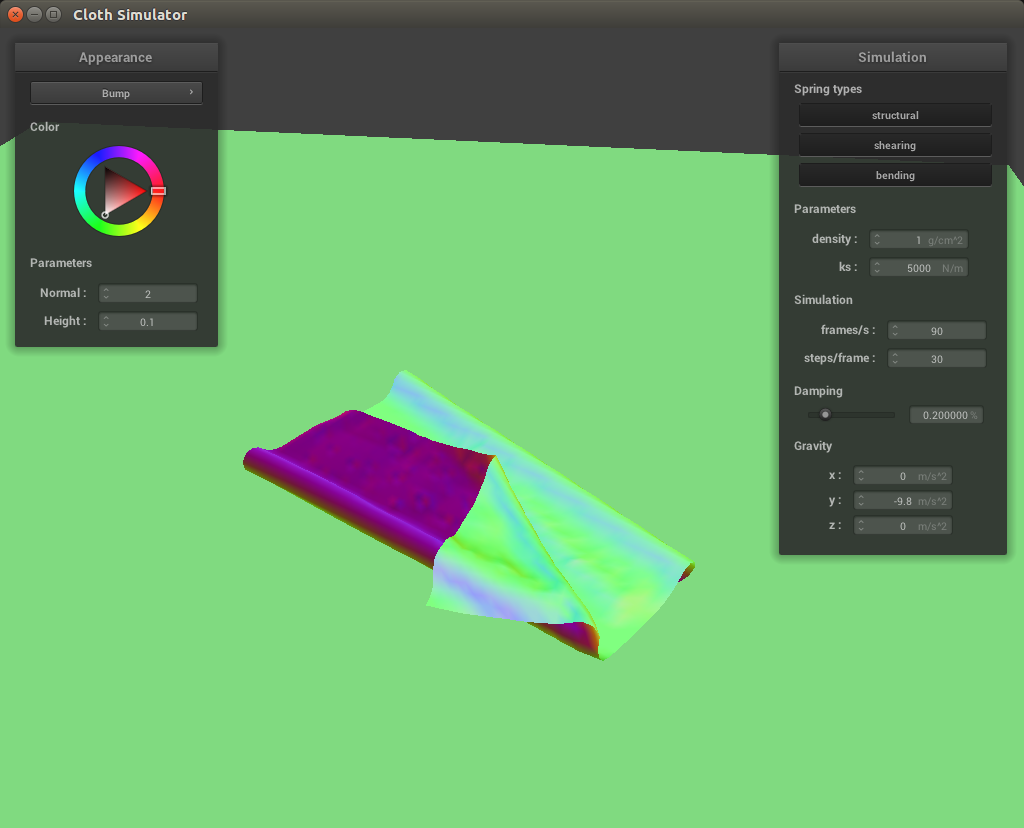 Cloth Simulator
Appearance
Bump
Color
Parameters
Normal : 2
Height : 0.1
Simulation
Spring types
structural
shearing
bending
Parameters
density : 1 g/cm^2
ks : 5000 N/m
Simulation
frames/s : 90
steps/frame : 30
Damping
0.200000 %
Gravity
x : 0 m/s^2
y : -9.8 m/s^2
z : 0 m/s^2